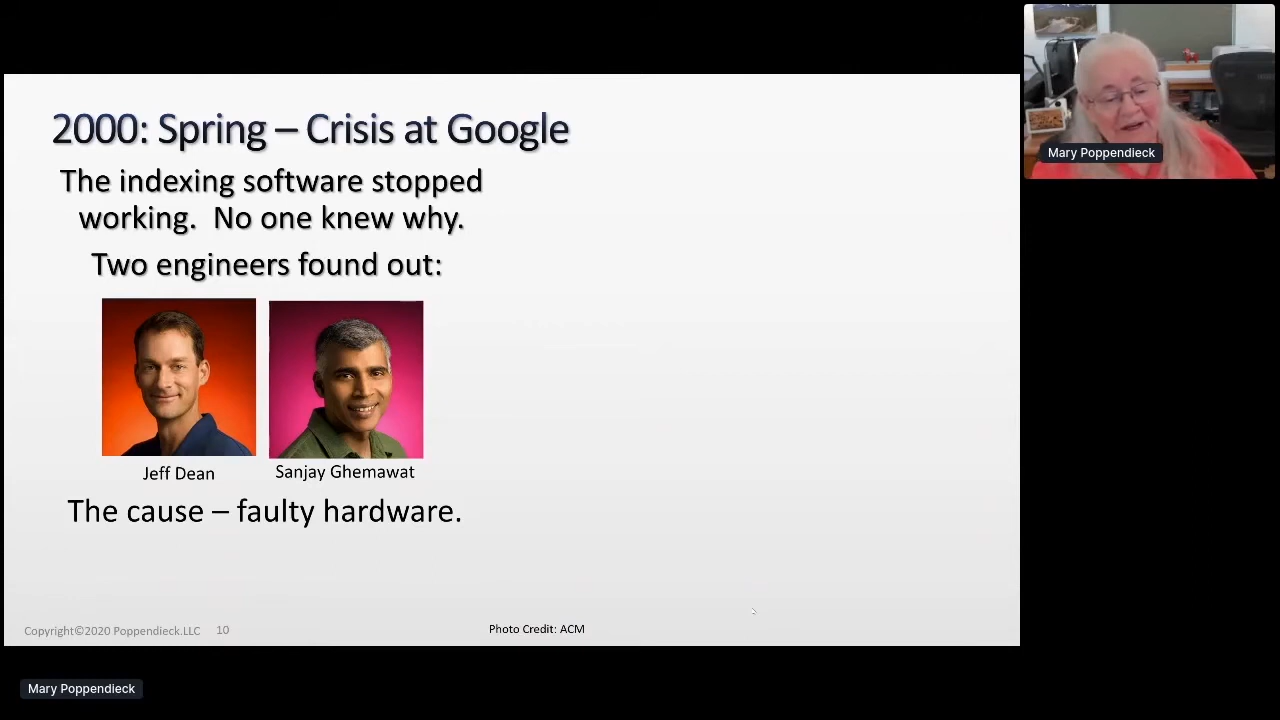 2000: Spring – Crisis at Google
The indexing software stopped
working.  No one knew why.
Two engineers found out:
Jeff Dean
Sanjay Ghemawat
The cause – faulty hardware.
Copyright©2020 Poppendieck.LLC
10
Photo Credit: ACM
Mary Poppendieck
Mary Poppendieck